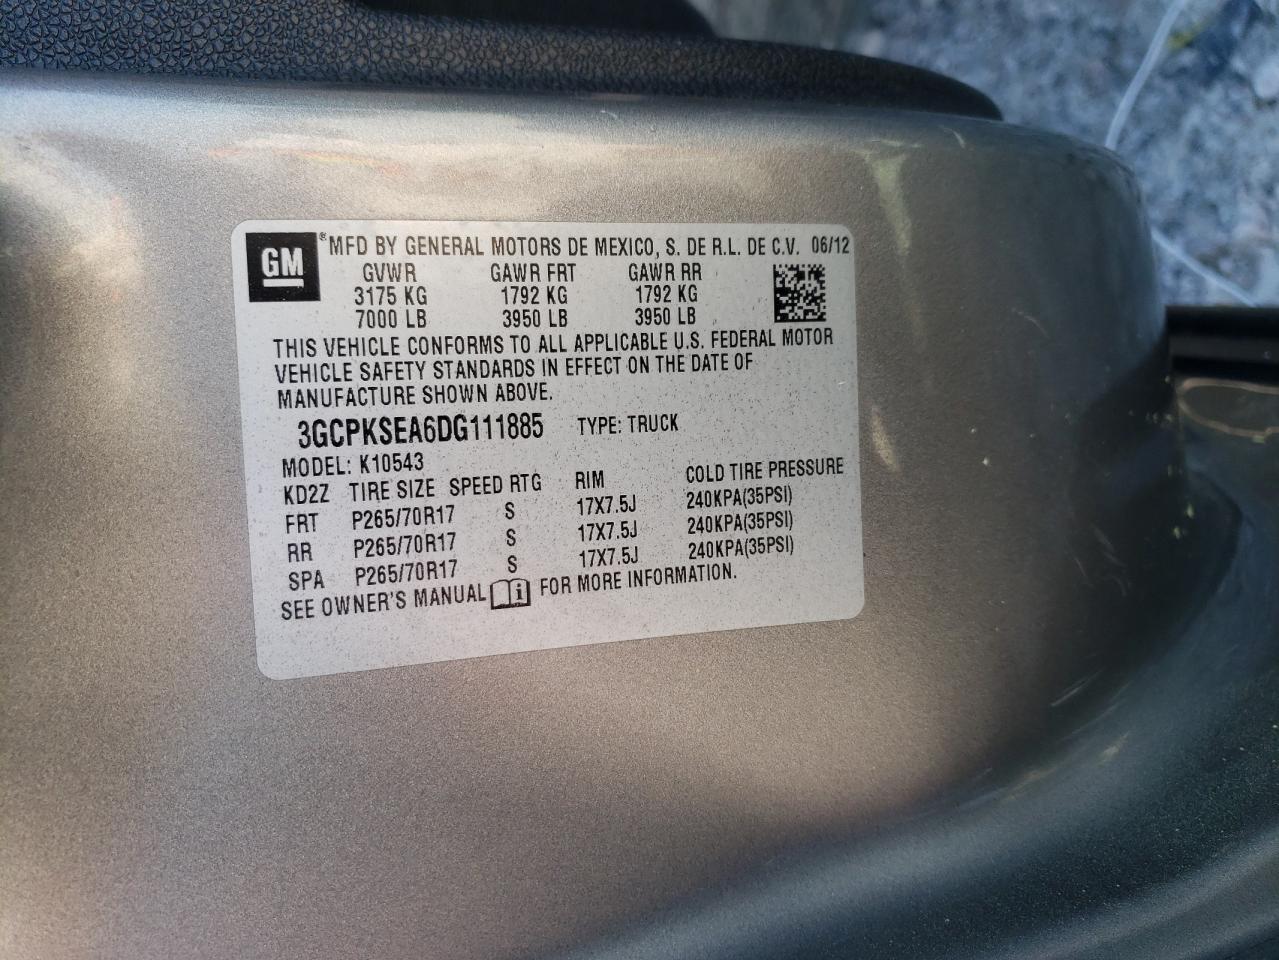 GM ® MFD BY GENERAL MOTORS DE MEXICO, S. DE R.L. DE C.V. 06/12
GVWR GAWR FRT GAWR RR
3175 KG 1792 KG 1792 KG
7000 LB 3950 LB 3950 LB
THIS VEHICLE CONFORMS TO ALL APPLICABLE U.S. FEDERAL MOTOR
VEHICLE SAFETY STANDARDS IN EFFECT ON THE DATE OF
MANUFACTURE SHOWN ABOVE.
3GCPKSEA6DG111885 TYPE: TRUCK
MODEL: K10543
KD2Z TIRE SIZE SPEED RTG RIM COLD TIRE PRESSURE
FRT P265/70R17 S 17X7.5J 240KPA(35PSI)
RR P265/70R17 S 17X7.5J 240KPA(35PSI)
SPA P265/70R17 S 17X7.5J 240KPA(35PSI)
SEE OWNER'S MANUAL i FOR MORE INFORMATION.